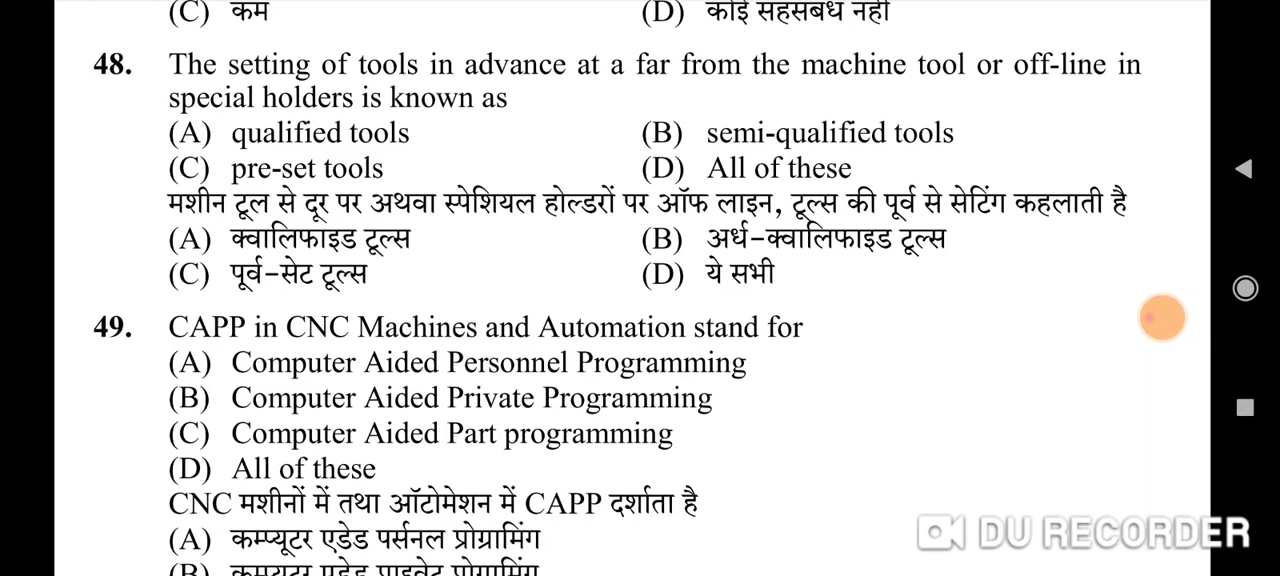 (C) कम (D) कोई सहसंबंध नहीं
48. The setting of tools in advance at a far from the machine tool or off-line in
special holders is known as
(A) qualified tools (B) semi-qualified tools
(C) pre-set tools (D) All of these
मशीन टूल से दूर पर अथवा स्पेशियल होल्डरों पर ऑफ लाइन, टूल्स की पूर्व से सेटिंग कहलाती है
(A) क्वालिफाइड टूल्स (B) अर्ध-क्वालिफाइड टूल्स
(C) पूर्व-सेट टूल्स (D) ये सभी
49. CAPP in CNC Machines and Automation stand for
(A) Computer Aided Personnel Programming
(B) Computer Aided Private Programming
(C) Computer Aided Part programming
(D) All of these
CNC मशीनों में तथा ऑटोमेशन में CAPP दर्शाता है
(A) कम्प्यूटर एडेड पर्सनल प्रोग्रामिंग
(B) कम्प्यूटर एडेड प्राइवेट प्रोग्रामिंग
DU RECORDER